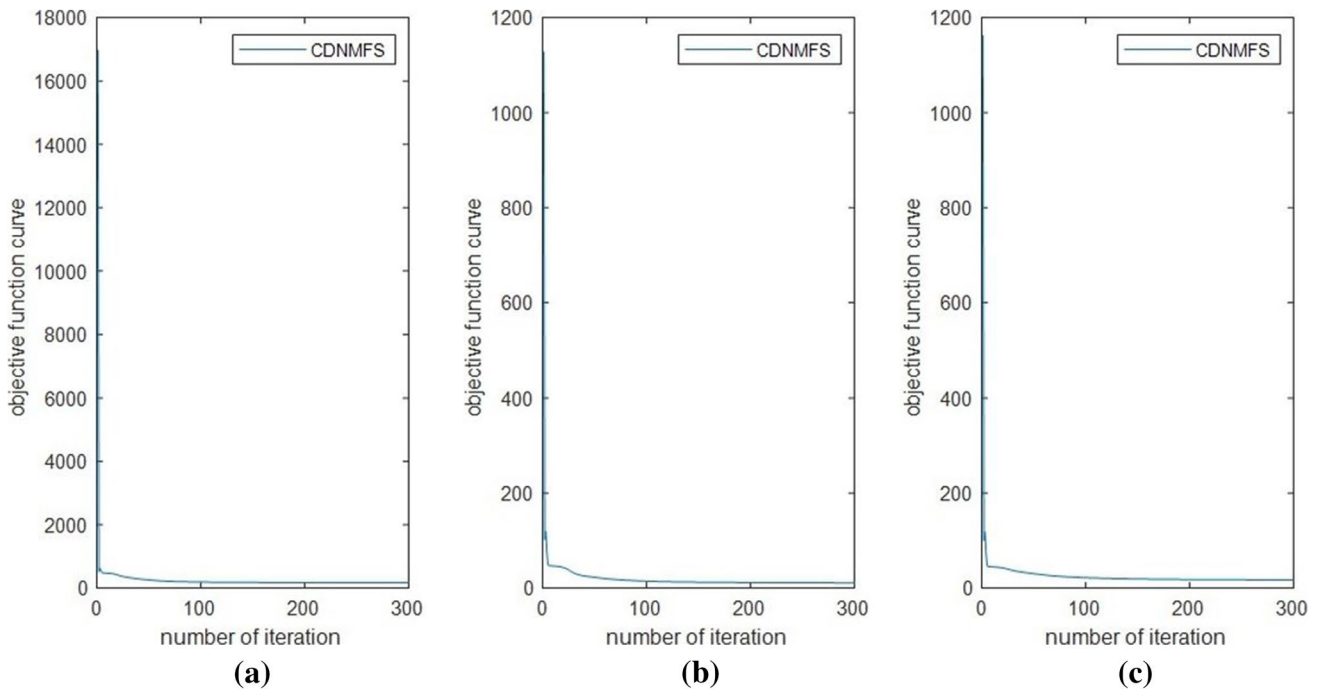 18000
16000
14000
12000
10000
8000
6000
4000
2000
0
objective function curve
CDNMFS
0 100 200 300
number of iteration
(a)
1200
1000
800
600
400
200
0
objective function curve
CDNMFS
0 100 200 300
number of iteration
(b)
1200
1000
800
600
400
200
0
objective function curve
CDNMFS
0 100 200 300
number of iteration
(c)